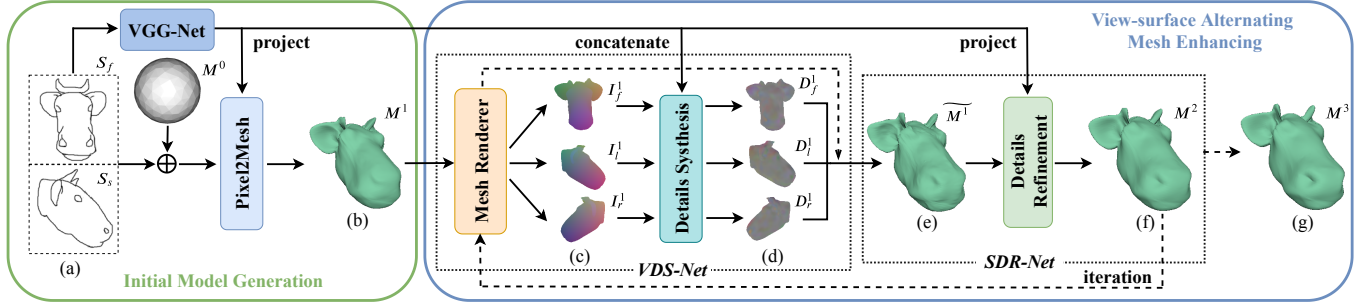 VGG-Net
project
S_f
M^0
S_s
Pixel2Mesh
M^1
(a)
(b)
Initial Model Generation
View-surface Alternating
Mesh Enhancing
concatenate
project
Mesh Renderer
I_f^1
I_l^1
I_r^1
(c)
Details Systhesis
D_f^1
D_l^1
D_r^1
(d)
VDS-Net
\widetilde{M^1}
(e)
Details
Refinement
M^2
(f)
SDR-Net
iteration
M^3
(g)